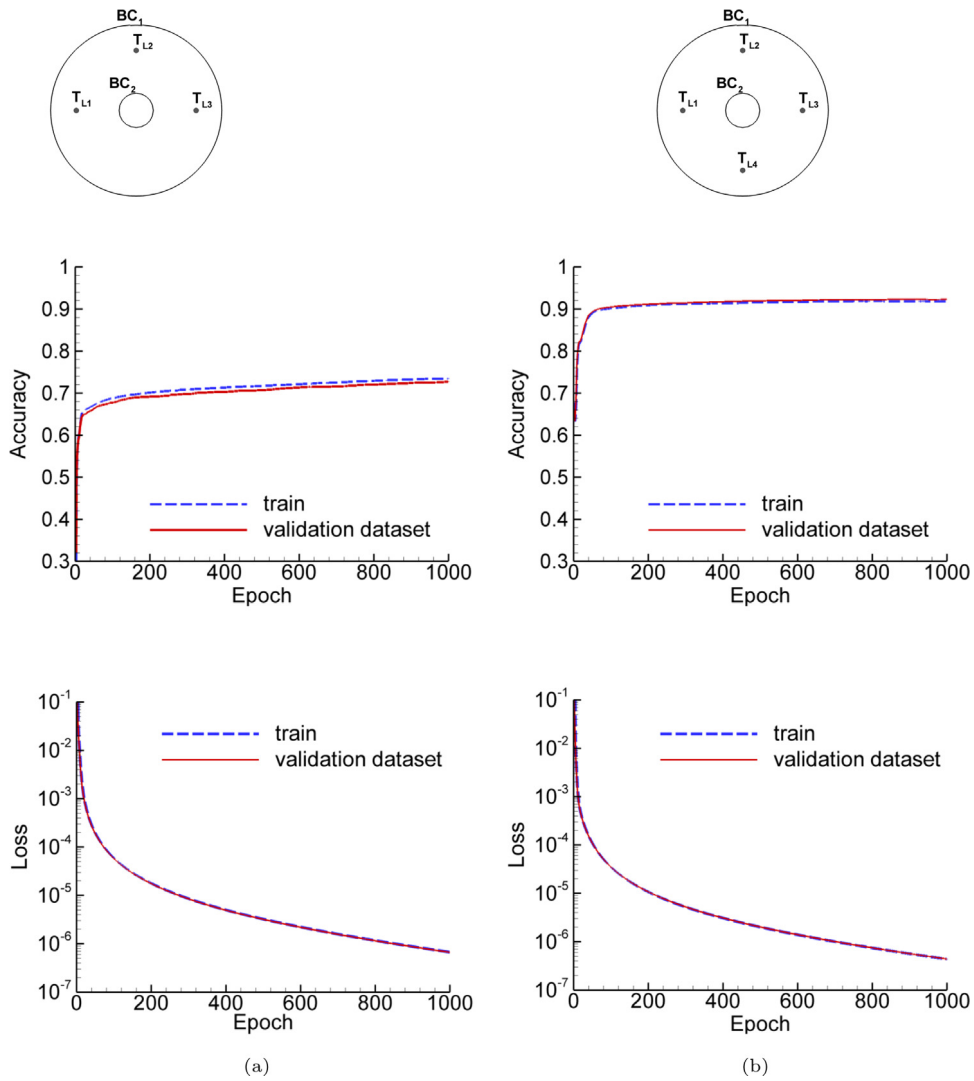 BC1
TL2
BC2
TL1
TL3
BC1
TL2
BC2
TL1
TL3
TL4
1
0.9
0.8
0.7
0.6
0.5
0.4
0.3
Accuracy
train
validation dataset
0 200 400 600 800 1000
Epoch
1
0.9
0.8
0.7
0.6
0.5
0.4
0.3
Accuracy
train
validation dataset
0 200 400 600 800 1000
Epoch
10-1
10-2
10-3
10-4
10-5
10-6
10-7
Loss
train
validation dataset
0 200 400 600 800 1000
Epoch
10-1
10-2
10-3
10-4
10-5
10-6
10-7
Loss
train
validation dataset
0 200 400 600 800 1000
Epoch
(a)
(b)